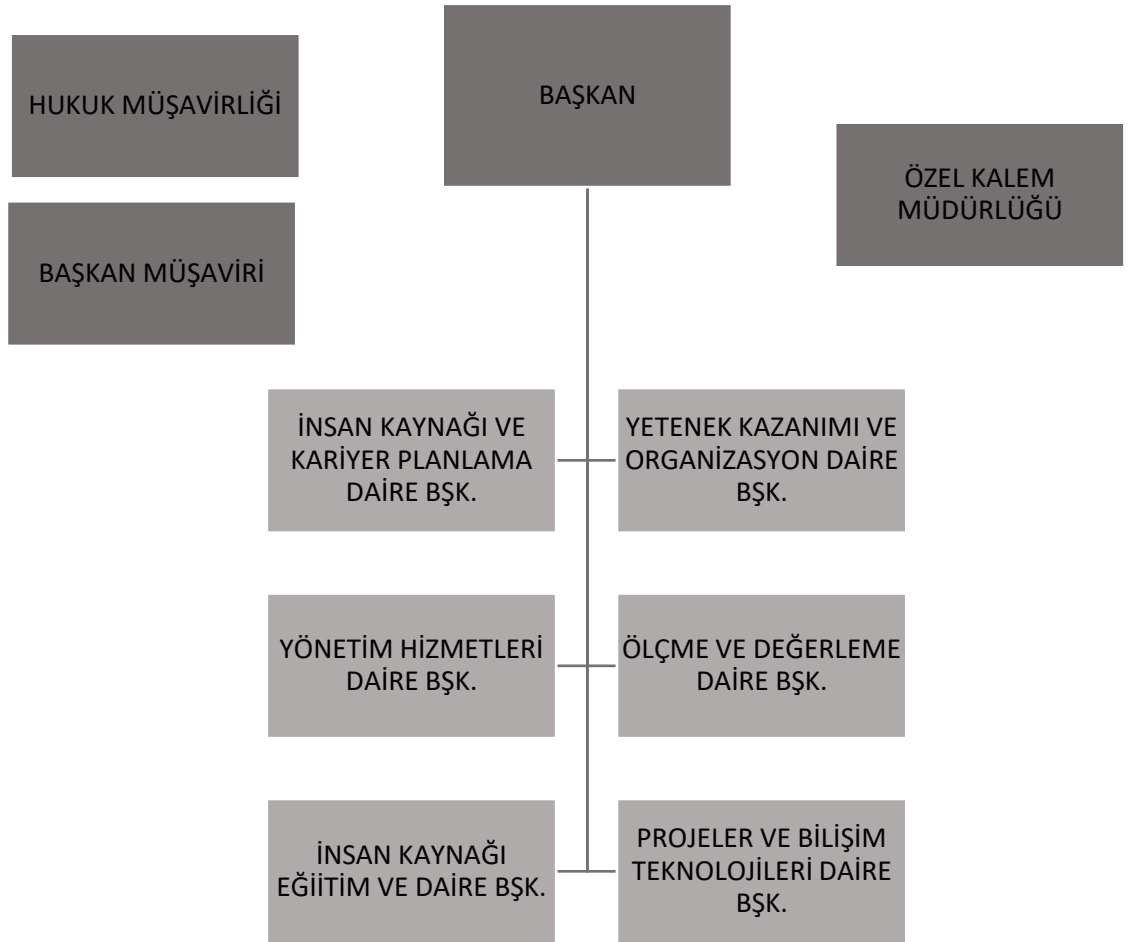 HUKUK MÜŞAVİRLİĞİ
BAŞKAN
ÖZEL KALEM
MÜDÜRLÜĞÜ
BAŞKAN MÜŞAVİRİ
İNSAN KAYNAĞI VE
KARİYER PLANLAMA
DAİRE BŞK.
YETENEK KAZANIMI VE
ORGANİZASYON DAİRE
BŞK.
YÖNETİM HİZMETLERİ
DAİRE BŞK.
ÖLÇME VE DEĞERLEME
DAİRE BŞK.
İNSAN KAYNAĞI
EĞİİTİM VE DAİRE BŞK.
PROJELER VE BİLİŞİM
TEKNOLOJİLERİ DAİRE
BŞK.